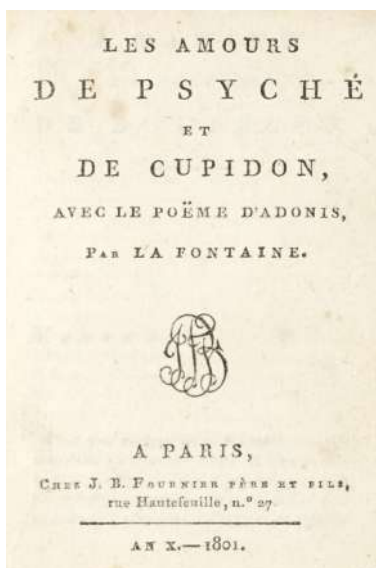 LES AMOURS
DE PSYCHÉ
ET
DE CUPIDON,
AVEC LE POËME D'ADONIS,
PAR LA FONTAINE.
A PARIS,
CHEZ J. B. FOURNIER PÈRE ET FILS,
rue Hautefeuille, n.º 27.
AN X.—1801.